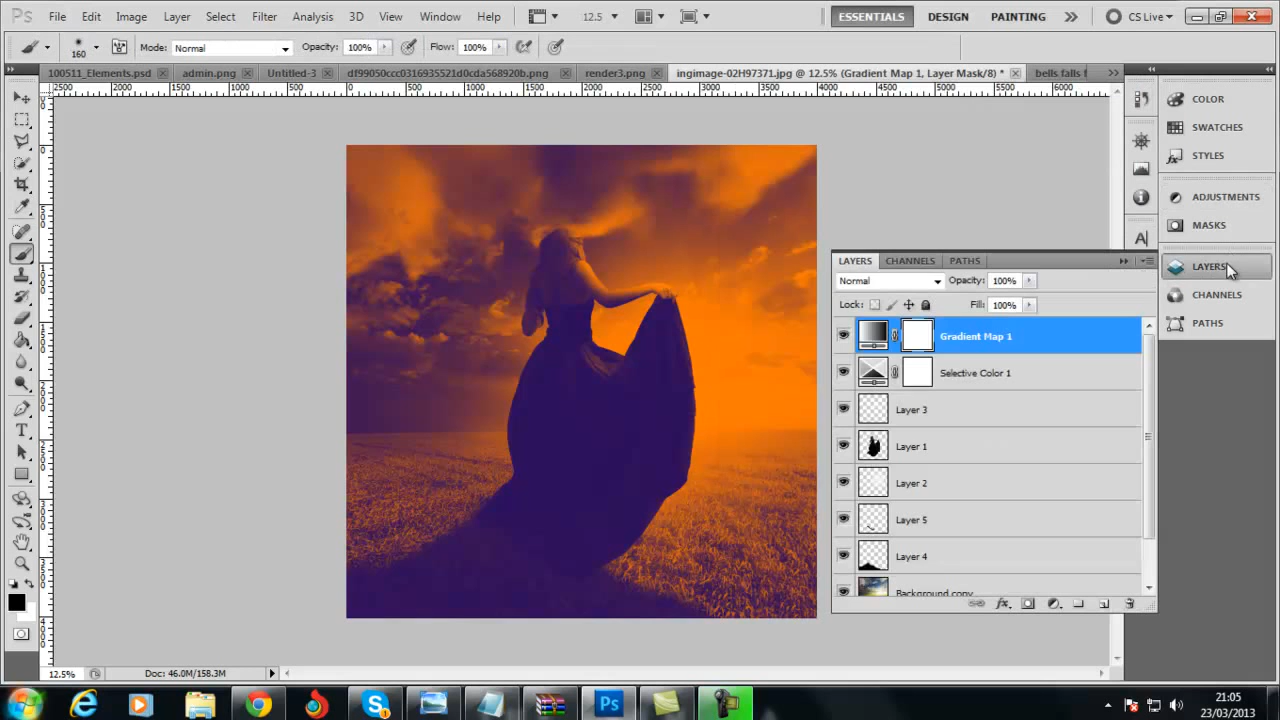 Ps File Edit Image Layer Select Filter Analysis 3D View Window Help 12.5 ESSENTIALS DESIGN PAINTING CS Live
160 Mode: Normal Opacity: 100% Flow: 100%
100511_Elements.psd admin.png Untitled-3 df99050ccc0316935521d0cda568920b.png render3.png ingimage-02H97371.jpg @ 12.5% (Gradient Map 1, Layer Mask/8) * bells falls f
2500 2000 1500 1000 500 0 500 1000 1500 2000 2500 3000 3500 4000 4500 5000 5500 6000
COLOR
SWATCHES
STYLES
ADJUSTMENTS
MASKS
LAYERS
CHANNELS
PATHS
LAYERS CHANNELS PATHS
Normal Opacity: 100%
Lock: Fill: 100%
Gradient Map 1
Selective Color 1
Layer 3
Layer 1
Layer 2
Layer 5
Layer 4
Background copy
12.5% Doc: 46.0M/158.3M
21:05
23/03/2013